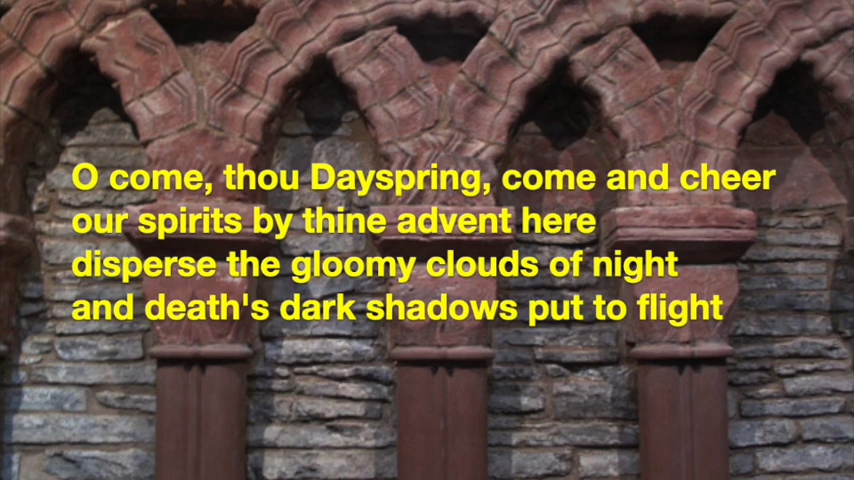 O come, thou Dayspring, come and cheer
our spirits by thine advent here
disperse the gloomy clouds of night
and death's dark shadows put to flight